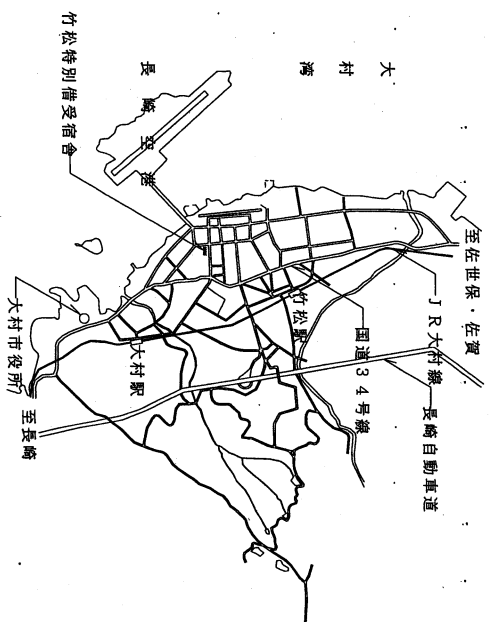 大村湾
長崎空港
竹松特別借受宿舎
至佐世保・佐賀
JR大村線
長崎自動車道
国道34号線
竹松駅
大村駅
大村市役所
至長崎